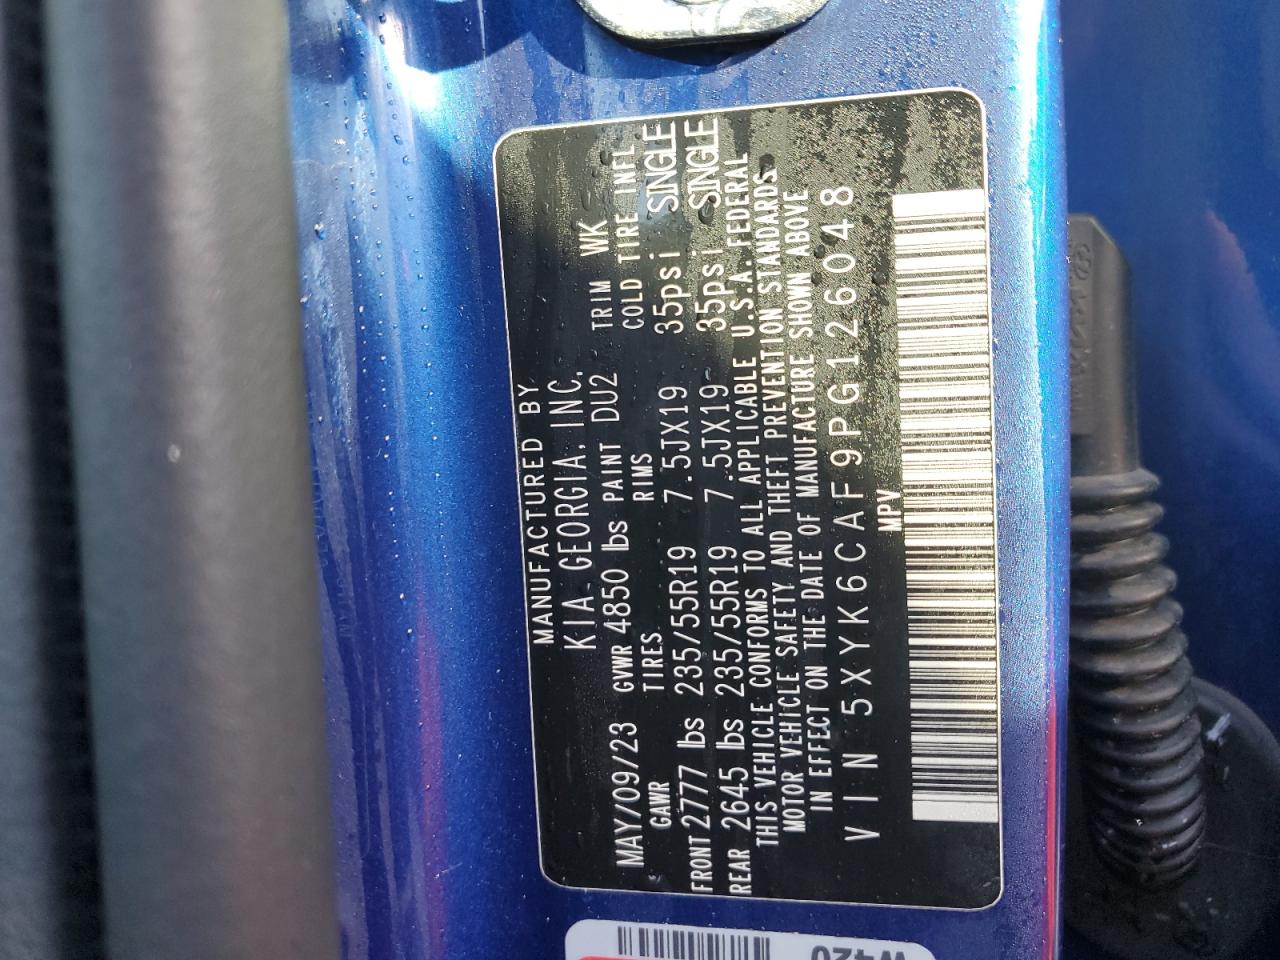 MANUFACTURED BY
KIA GEORGIA, INC.
MAY/09/23 GVWR 4850 lbs PAINT DU2 TRIM WK
GAWR TIRES RIMS COLD TIRE INFL
FRONT 2777 lbs 235/55R19 7.5JX19 35psi SINGLE
REAR 2645 lbs 235/55R19 7.5JX19 35psi SINGLE
THIS VEHICLE CONFORMS TO ALL APPLICABLE U.S.A. FEDERAL
MOTOR VEHICLE SAFETY AND THEFT PREVENTION STANDARDS
IN EFFECT ON THE DATE OF MANUFACTURE SHOWN ABOVE
VIN 5XYK6CAF9PG126048
MPV
W420